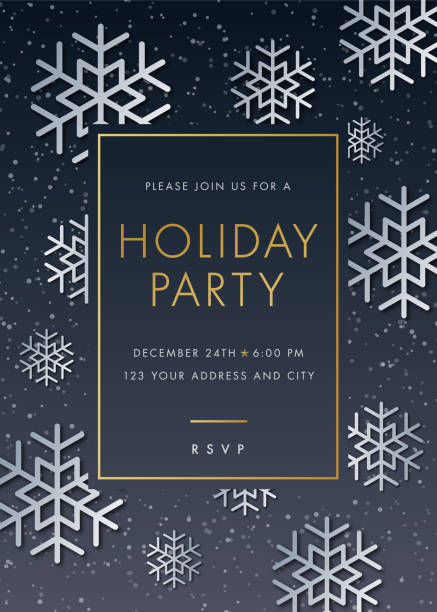 PLEASE JOIN US FOR A
HOLIDAY
PARTY
DECEMBER 24TH ★ 6:00 PM
123 YOUR ADDRESS AND CITY
RSVP